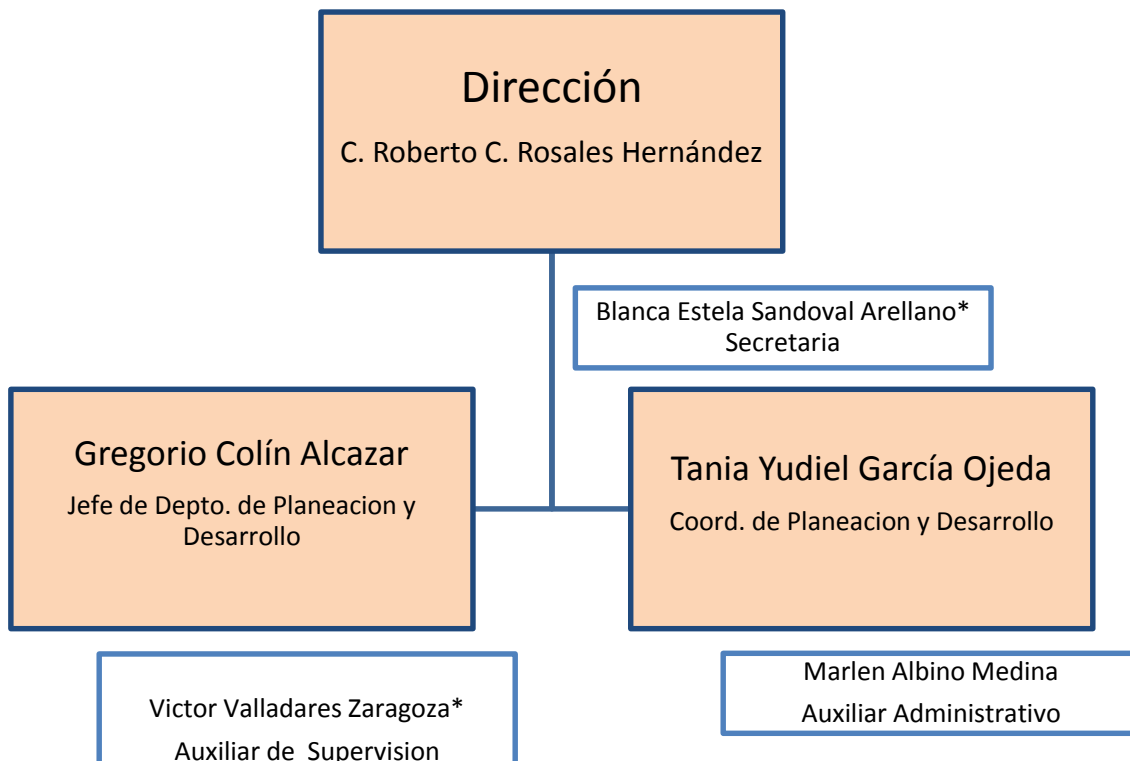 Dirección
C. Roberto C. Rosales Hernández
Blanca Estela Sandoval Arellano*
Secretaria
Gregorio Colín Alcazar
Jefe de Depto. de Planeacion y
Desarrollo
Tania Yudiel García Ojeda
Coord. de Planeacion y Desarrollo
Victor Valladares Zaragoza*
Auxiliar de Supervision
Marlen Albino Medina
Auxiliar Administrativo